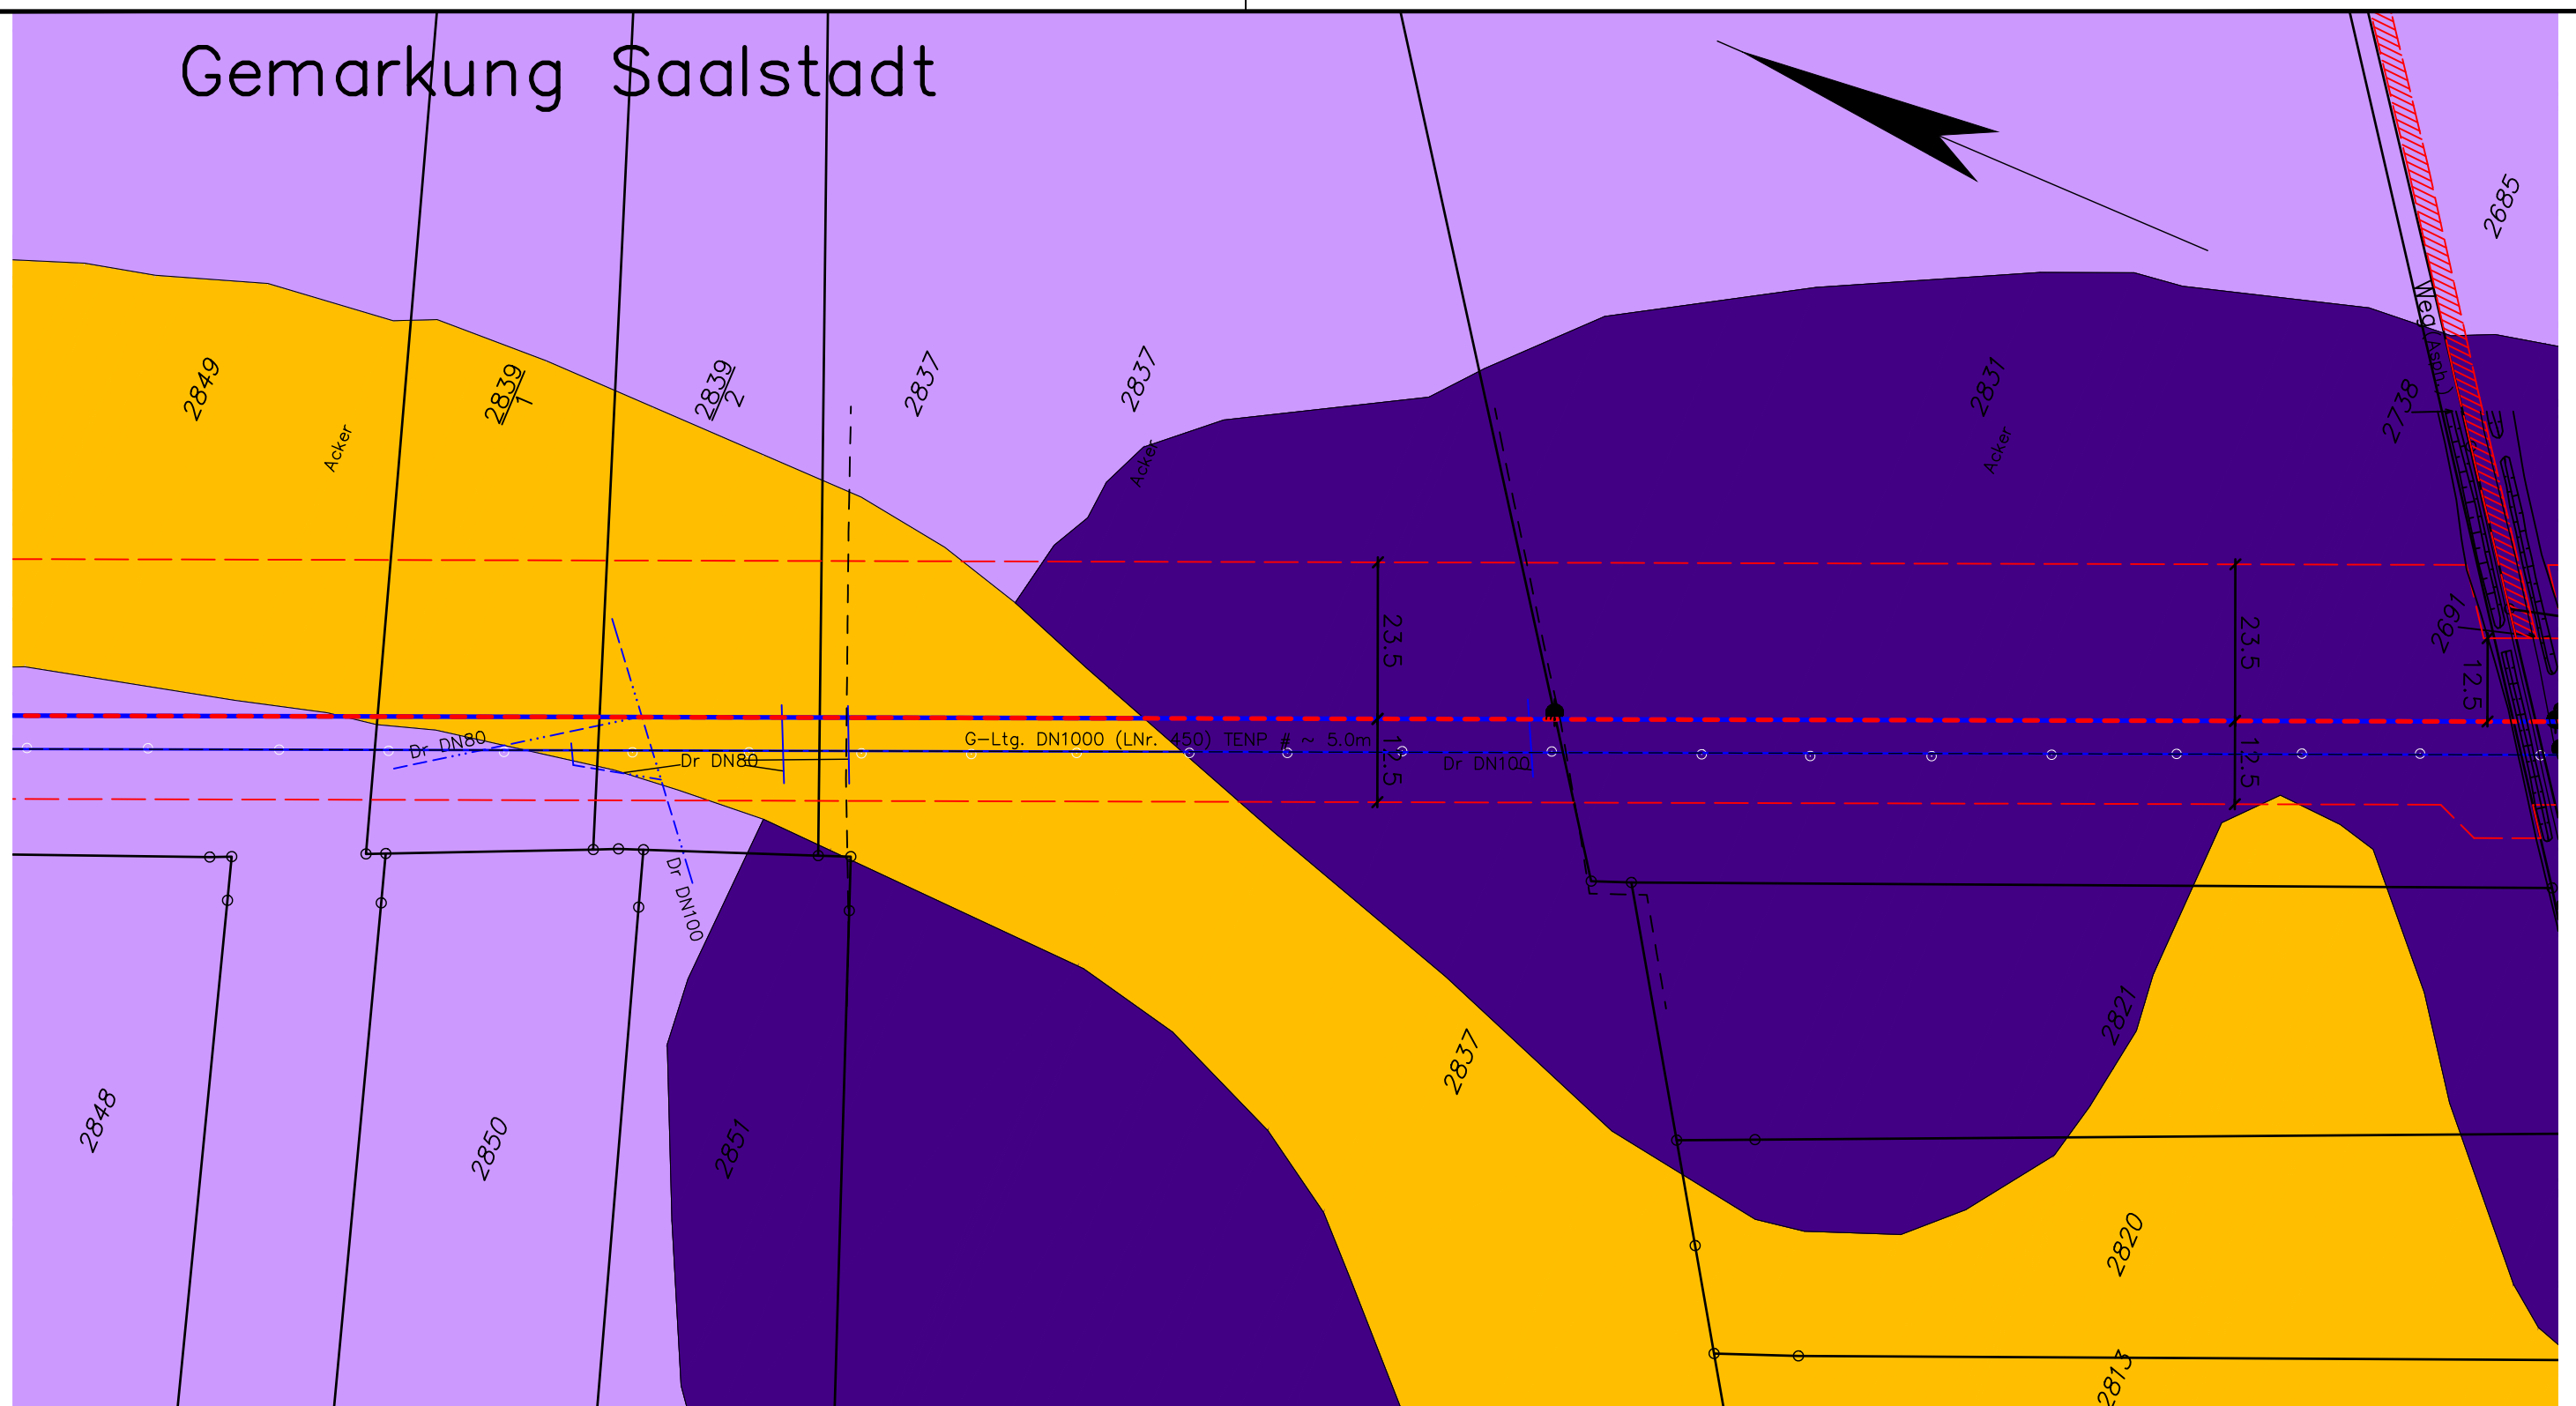 Gemarkung Saalstadt
2685
Weg (Asph.)
2849
2839
1
2839
2
2837
2837
2831
2738
Acker
Acker
Acker
23.5
23.5
2691
12.5
Dr DN80
Dr DN80
G-Ltg. DN1000 (LNr. 450) TENP # ~ 5.0m
12.5
Dr DN100
12.5
Dr DN100
2821
2837
2848
2850
2851
2820
2813